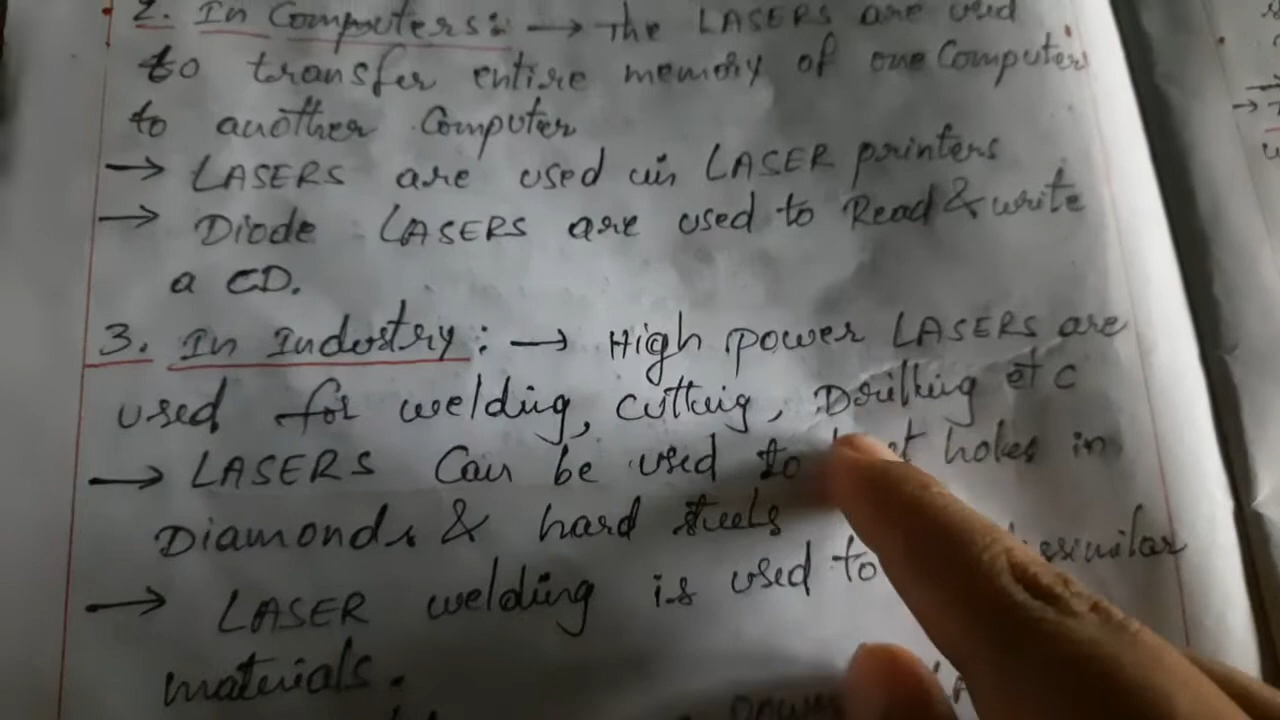 2. In Computers: → The LASERS are used
to transfer entire memory of one Computer
to another Computer
→ LASERS are used in LASER printers
→ Diode LASERS are used to Read & write
a CD.
3. In Industry: → High power LASERS are
used for welding, cutting, Drilling etc
→ LASERS Can be used to holes in
Diamonds & hard steels
→ LASER welding is used to
materials.